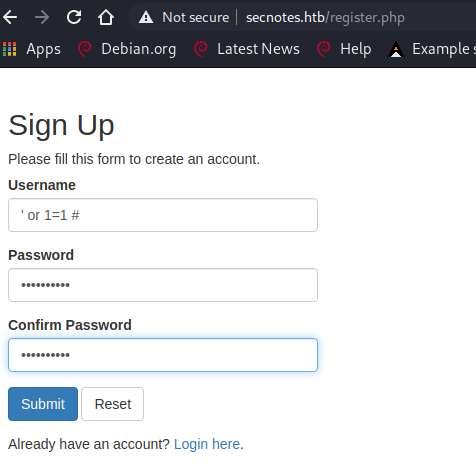 Not secure secnotes.htb/register.php
Apps Debian.org Latest News Help Example s
Sign Up
Please fill this form to create an account.
Username
' or 1=1 #
Password
••••••••••
Confirm Password
••••••••••
Submit Reset
Already have an account? Login here.